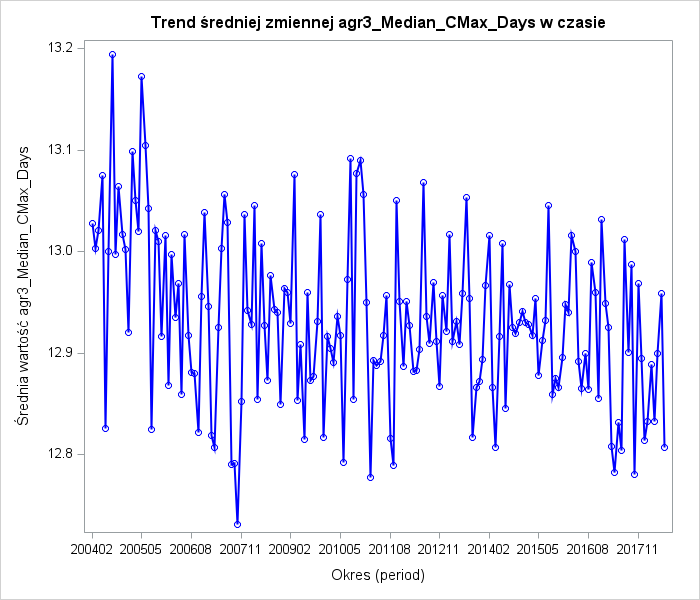 Trend średniej zmiennej agr3_Median_CMax_Days w czasie
Średnia wartość agr3_Median_CMax_Days
13.2
13.1
13.0
12.9
12.8
200402 200505 200608 200711 200902 201005 201108 201211 201402 201505 201608 201711
Okres (period)